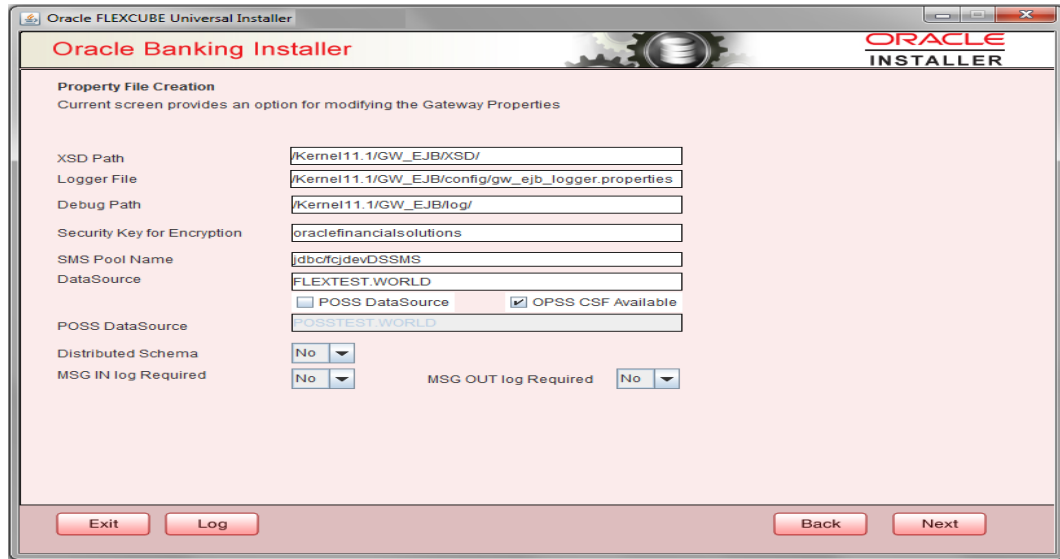 Oracle FLEXCUBE Universal Installer
Oracle Banking Installer
ORACLE
INSTALLER
Property File Creation
Current screen provides an option for modifying the Gateway Properties
XSD Path /Kernel11.1/GW_EJB/XSD/
Logger File /Kernel11.1/GW_EJB/config/gw_ejb_logger.properties
Debug Path /Kernel11.1/GW_EJB/log/
Security Key for Encryption oraclefinancialsolutions
SMS Pool Name jdbc/fcjdevDSSMS
DataSource FLEXTEST.WORLD
POSS DataSource OPSS CSF Available
POSS DataSource POSSTEST.WORLD
Distributed Schema No
MSG IN log Required No MSG OUT log Required No
Exit Log Back Next